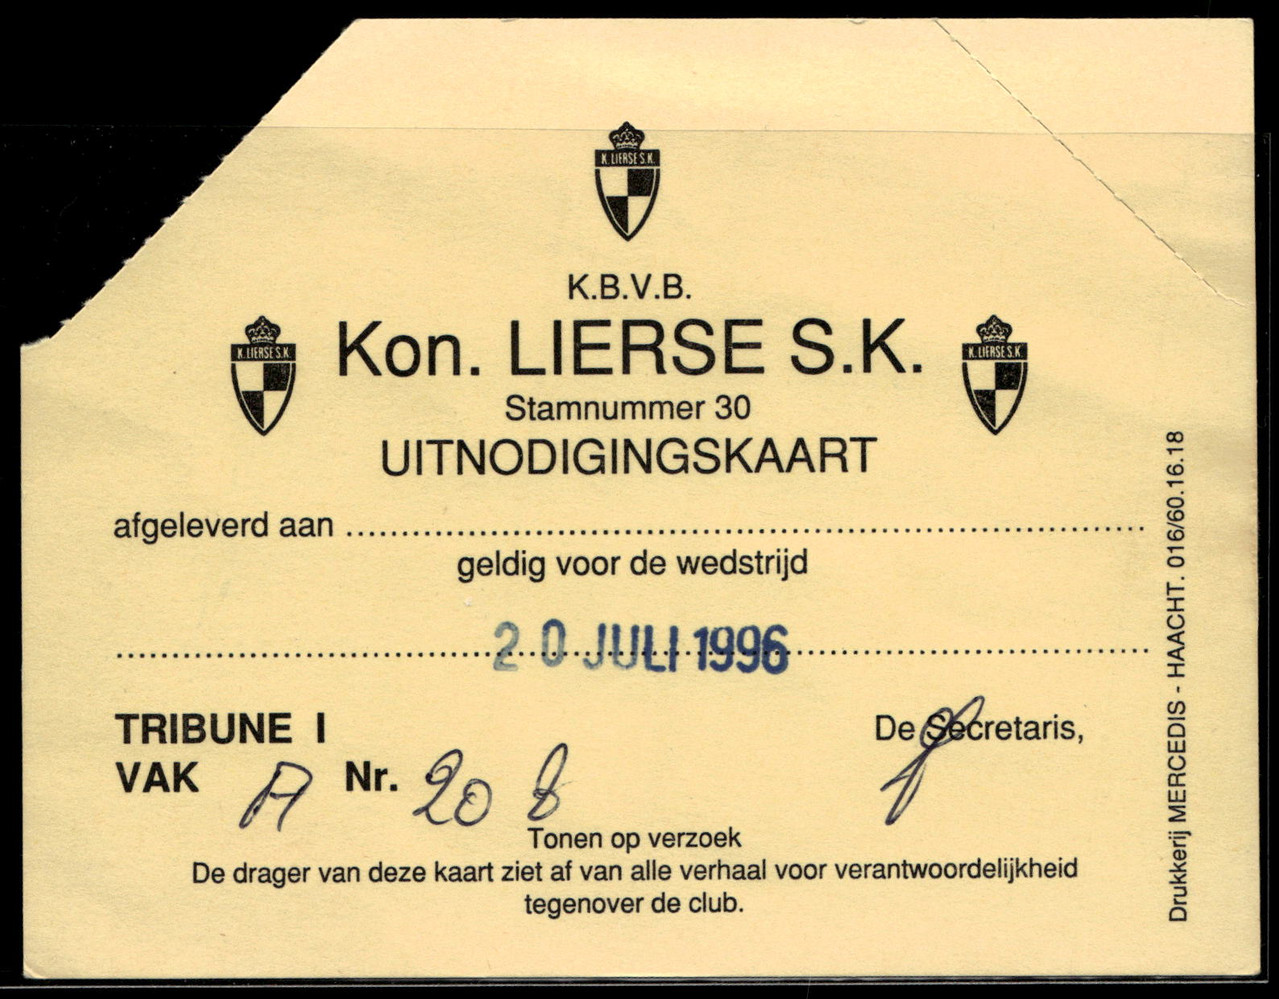 K. LIERSE S.K.
K.B.V.B.
K. LIERSE S.K.
Kon. LIERSE S.K.
K. LIERSE S.K.
Stamnummer 30
UITNODIGINGSKAART
afgeleverd aan
geldig voor de wedstrijd
20 JULI 1996
TRIBUNE I
De Secretaris,
VAK A Nr. 208
Tonen op verzoek
De drager van deze kaart ziet af van alle verhaal voor verantwoordelijkheid
tegenover de club.
Drukkerij MERCEDIS - HAACHT. 016/60.16.18